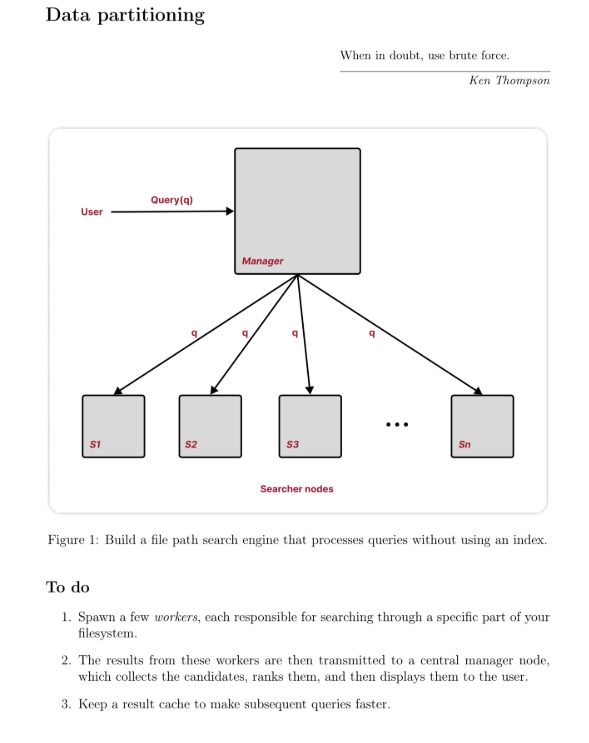 Data partitioning
When in doubt, use brute force.
Ken Thompson
Query(q)
User
Manager
q q q q
S1 S2 S3 ••• Sn
Searcher nodes
Figure 1: Build a file path search engine that processes queries without using an index.
To do
1. Spawn a few workers, each responsible for searching through a specific part of your
filesystem.
2. The results from these workers are then transmitted to a central manager node,
which collects the candidates, ranks them, and then displays them to the user.
3. Keep a result cache to make subsequent queries faster.